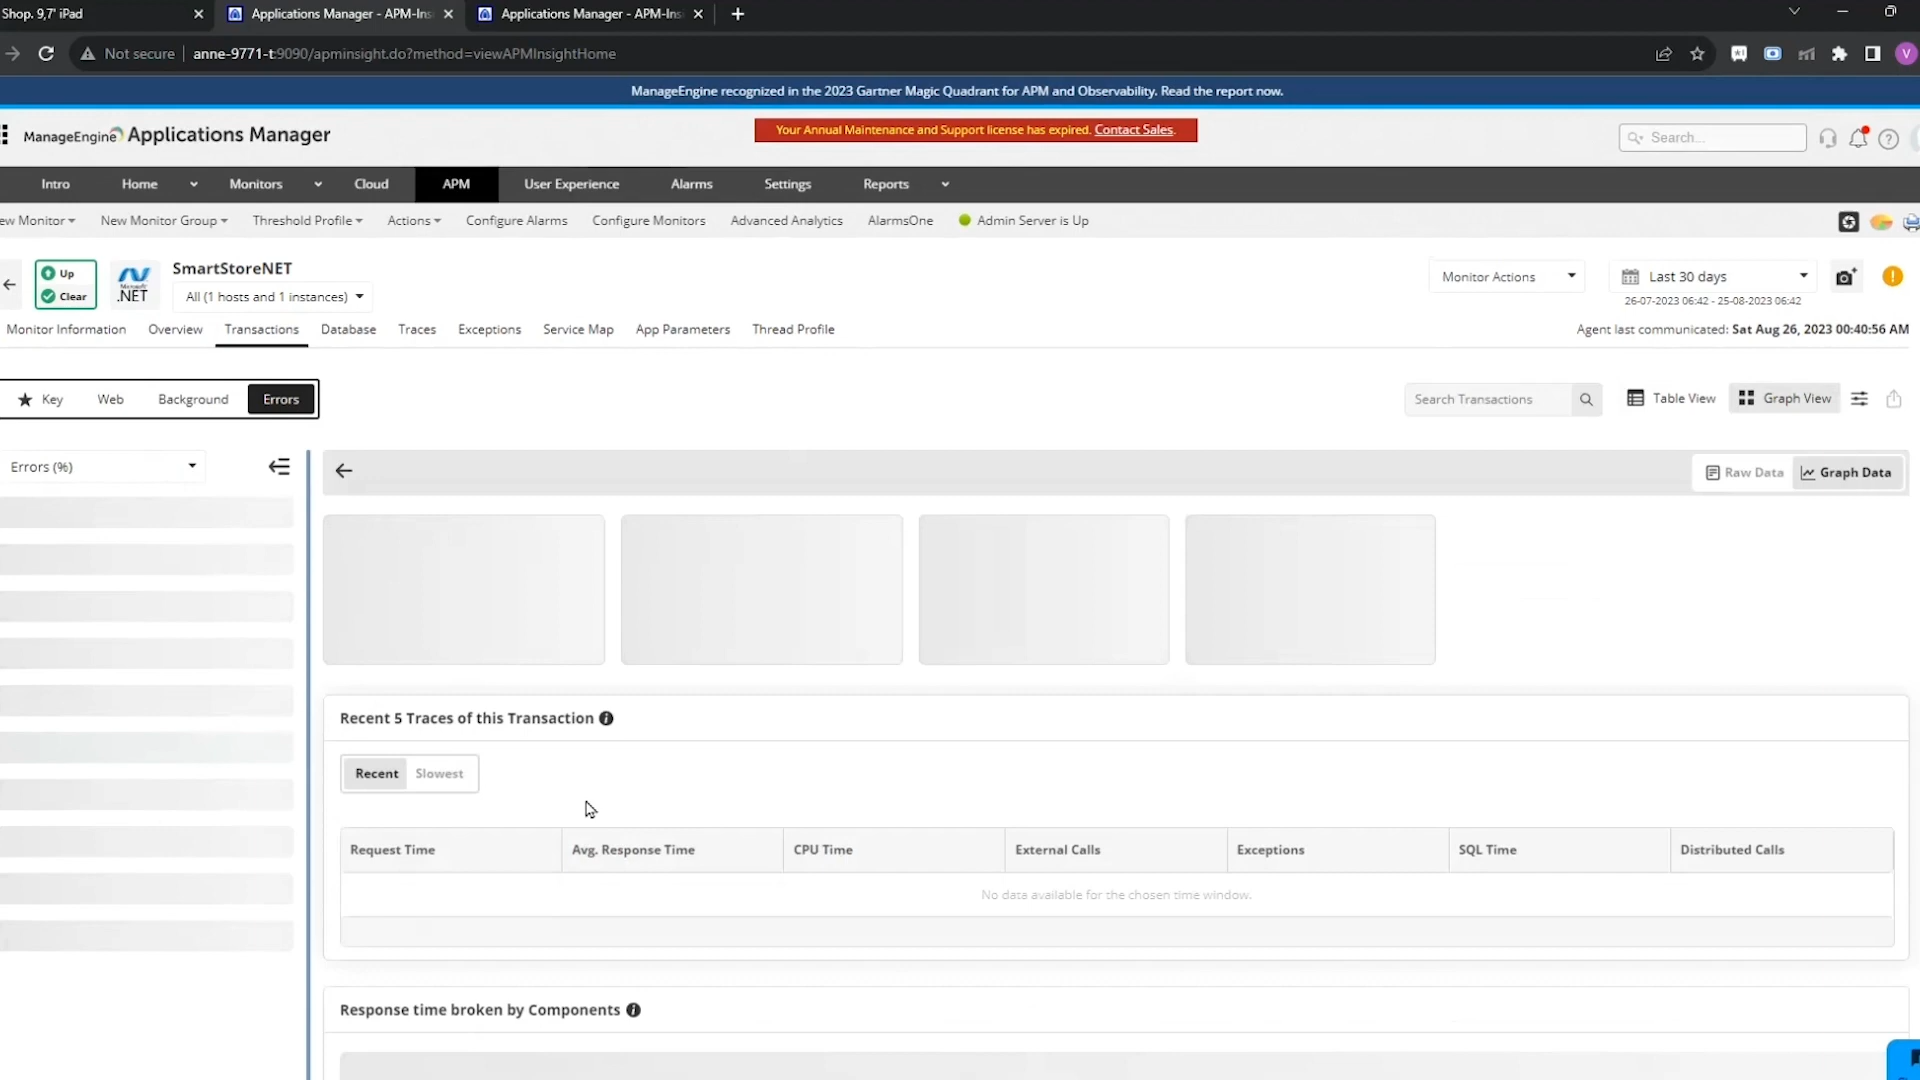 Shop. 9,7' iPad
Applications Manager - APM-Ins
Applications Manager - APM-Ins
Not secure
anne-9771-t:9090/apminsight.do?method=viewAPMInsightHome
V
ManageEngine recognized in the 2023 Gartner Magic Quadrant for APM and Observability. Read the report now.
ManageEngine Applications Manager
Your Annual Maintenance and Support license has expired. Contact Sales.
Search...
Intro Home Monitors Cloud APM User Experience Alarms Settings Reports
ew Monitor New Monitor Group Threshold Profile Actions Configure Alarms Configure Monitors Advanced Analytics AlarmsOne Admin Server is Up
Up
Clear
Microsoft
.NET
SmartStoreNET
All (1 hosts and 1 instances)
Monitor Actions
Last 30 days
26-07-2023 06:42 - 25-08-2023 06:42
Monitor Information Overview Transactions Database Traces Exceptions Service Map App Parameters Thread Profile
Agent last communicated: Sat Aug 26, 2023 00:40:56 AM
Key Web Background Errors
Search Transactions
Table View
Graph View
Errors (%)
Raw Data
Graph Data
Recent 5 Traces of this Transaction
Recent Slowest
Request Time Avg. Response Time CPU Time External Calls Exceptions SQL Time Distributed Calls
No data available for the chosen time window.
Response time broken by Components